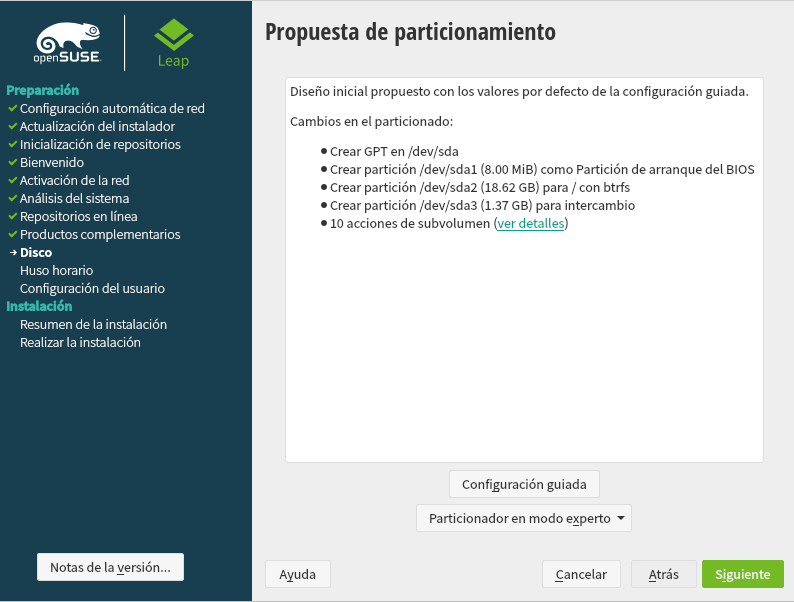 openSUSE
Leap
Preparación
Configuración automática de red
Actualización del instalador
Inicialización de repositorios
Bienvenido
Activación de la red
Análisis del sistema
Repositorios en línea
Productos complementarios
Disco
Huso horario
Configuración del usuario
Instalación
Resumen de la instalación
Realizar la instalación
Notas de la versión...
Propuesta de particionamiento
Diseño inicial propuesto con los valores por defecto de la configuración guiada.
Cambios en el particionado:
Crear GPT en /dev/sda
Crear partición /dev/sda1 (8.00 MiB) como Partición de arranque del BIOS
Crear partición /dev/sda2 (18.62 GB) para / con btrfs
Crear partición /dev/sda3 (1.37 GB) para intercambio
10 acciones de subvolumen (ver detalles)
Configuración guiada
Particionador en modo experto
Ayuda
Cancelar
Atrás
Siguiente